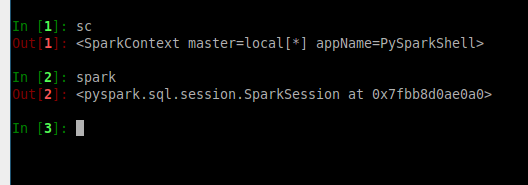 In [1]: sc
Out[1]: <SparkContext master=local[*] appName=PySparkShell>
In [2]: spark
Out[2]: <pyspark.sql.session.SparkSession at 0x7fbb8d0ae0a0>
In [3]: